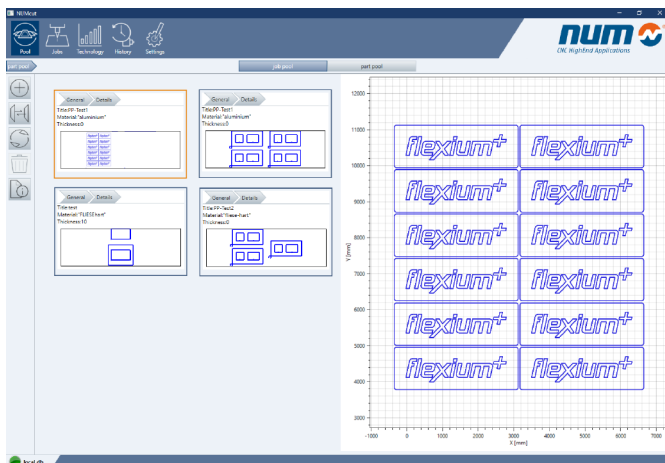 NUMcut
Pool
Jobs
Technology
History
Settings
num
CNC HighEnd Applications
part pool
job pool
part pool
General
Details
Title:PP-Test1
Material:"aluminium"
Thickness:0
General
Details
Title:PP-Test1
Material:"aluminium"
Thickness:0
General
Details
Title:test
Material:"FLIESEhart"
Thickness:10
General
Details
Title:PP-Test2
Material:"fliese-hart"
Thickness:0
12000
11000
10000
9000
8000
7000
6000
5000
4000
3000
Y [mm]
flexium+ flexium+
flexium+ flexium+
flexium+ flexium+
flexium+ flexium+
flexium+ flexium+
flexium+ flexium+
-1000 0 1000 2000 3000 4000 5000 6000 7000
X [mm]
local db